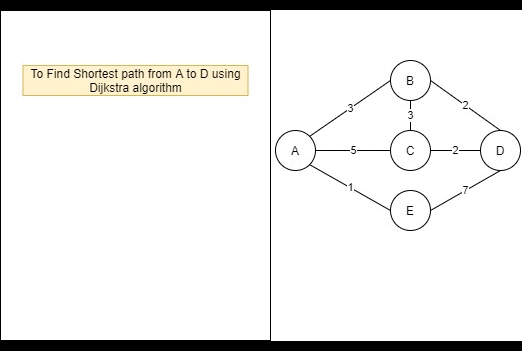 To Find Shortest path from A to D using
Dijkstra algorithm
B
3
2
3
A
5
C
2
D
1
7
E